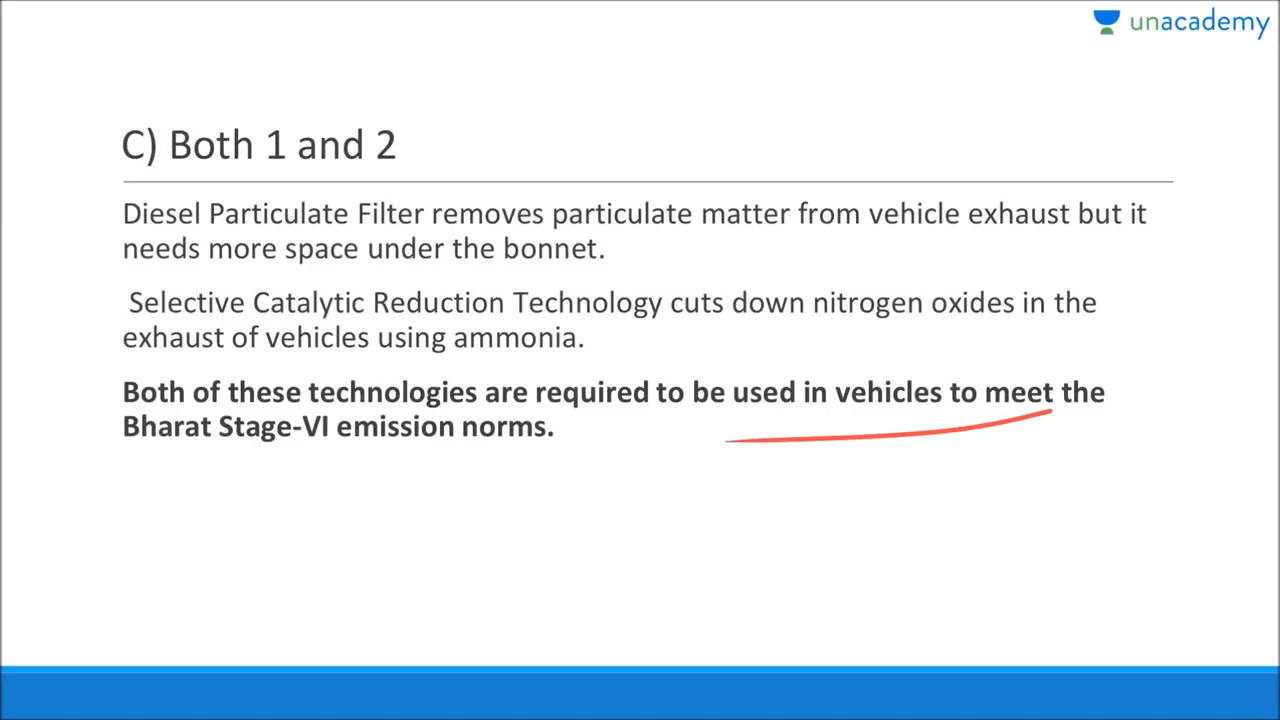 unacademy
C) Both 1 and 2
Diesel Particulate Filter removes particulate matter from vehicle exhaust but it
needs more space under the bonnet.
Selective Catalytic Reduction Technology cuts down nitrogen oxides in the
exhaust of vehicles using ammonia.
Both of these technologies are required to be used in vehicles to meet the
Bharat Stage-VI emission norms.